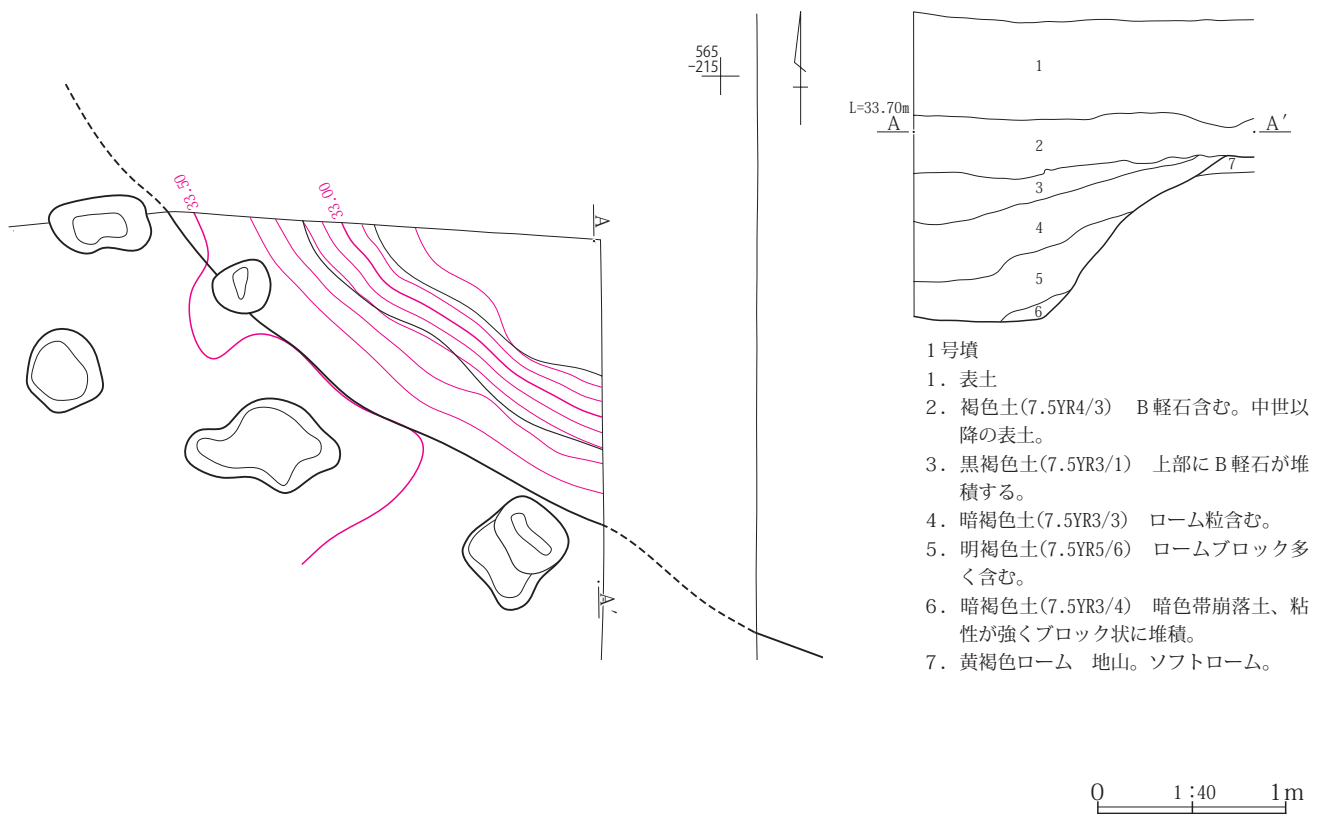 565
-215
L=33.70m
A
A′
1
2
3
4
5
6
7
33.50
33.00
A
A′
1号墳
1. 表土
2. 褐色土(7.5YR4/3) B軽石含む。中世以
降の表土。
3. 黒褐色土(7.5YR3/1) 上部にB軽石が堆
積する。
4. 暗褐色土(7.5YR3/3) ローム粒含む。
5. 明褐色土(7.5YR5/6) ロームブロック多
く含む。
6. 暗褐色土(7.5YR3/4) 暗色帯崩落土、粘
性が強くブロック状に堆積。
7. 黄褐色ローム 地山。ソフトローム。
0 1:40 1m